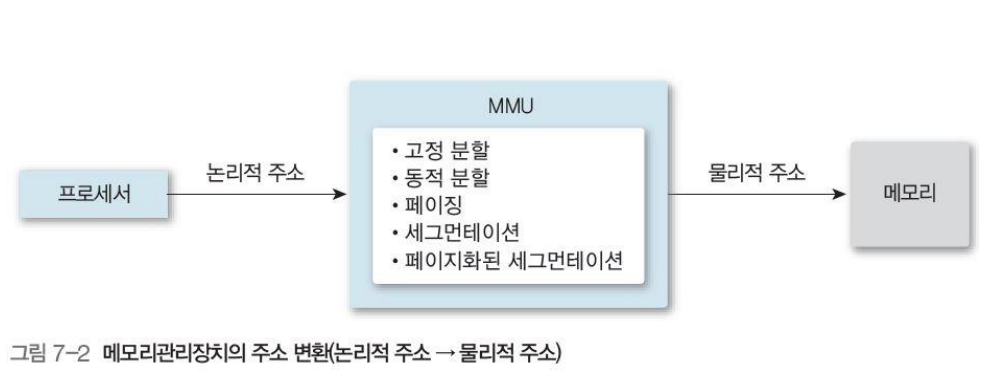 MMU
• 고정 분할
• 동적 분할
• 페이징
• 세그먼테이션
• 페이지화된 세그먼테이션
프로세서
논리적 주소
물리적 주소
메모리
그림 7-2 메모리관리장치의 주소 변환(논리적 주소 → 물리적 주소)